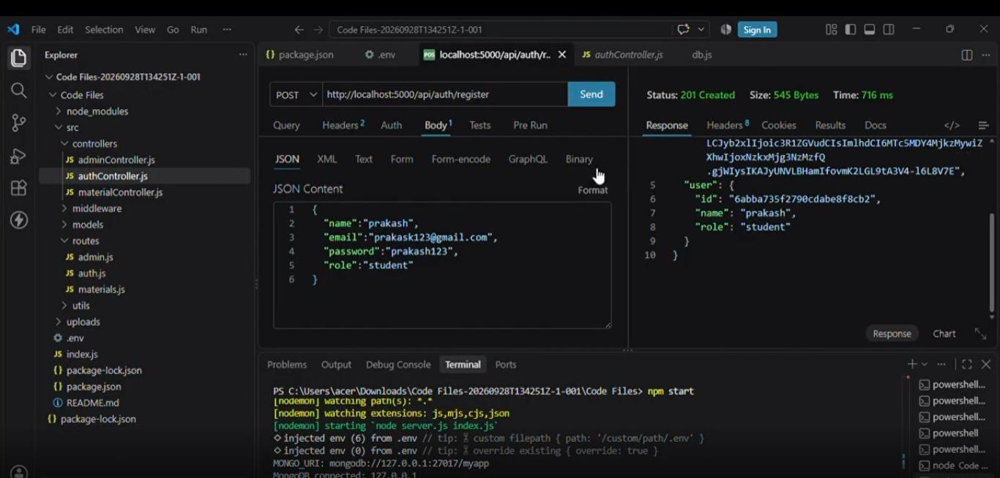 File Edit Selection View Go Run ··· Code Files-20260928T134251Z-1-001 Sign In
Explorer ···
Code Files-20260928T134251Z-1-001
Code Files
node_modules
src
controllers
JS adminController.js
JS authController.js
JS materialController.js
middleware
models
routes
JS admin.js
JS auth.js
JS materials.js
utils
uploads
.env
JS index.js
{} package-lock.json
{} package.json
README.md
{} package-lock.json
{} package.json .env POS localhost:5000/api/auth/r.. JS authController.js db.js
POST http://localhost:5000/api/auth/register Send
Query Headers 2 Auth Body 1 Tests Pre Run
JSON XML Text Form Form-encode GraphQL Binary
JSON Content Format
1 {
2 "name":"prakash",
3 "email":"prakask123@gmail.com",
4 "password":"prakash123",
5 "role":"student"
6 }
Status: 201 Created Size: 545 Bytes Time: 716 ms
Response Headers 8 Cookies Results Docs </>
5 "user": {
6 "id": "6abba735f2790cdabe8f8cb2",
7 "name": "prakash",
8 "role": "student"
9 }
10 }
Response Chart
Problems Output Debug Console Terminal Ports
PS C:\Users\acer\Downloads\Code Files-20260928T134251Z-1-001\Code Files> npm start
[nodemon] watching path(s): *.*
[nodemon] watching extensions: js,mjs,cjs,json
[nodemon] starting `node server.js index.js`
injected env (6) from .env // tip: custom filepath { path: '/custom/path/.env' }
injected env (0) from .env // tip: override existing { override: true }
MONGO_URI: mongodb://127.0.0.1:27017/myapp
MongoDB connected: 127.0.0.1
powershell...
powershell...
powershell...
powershell
powershell...
node Code ...